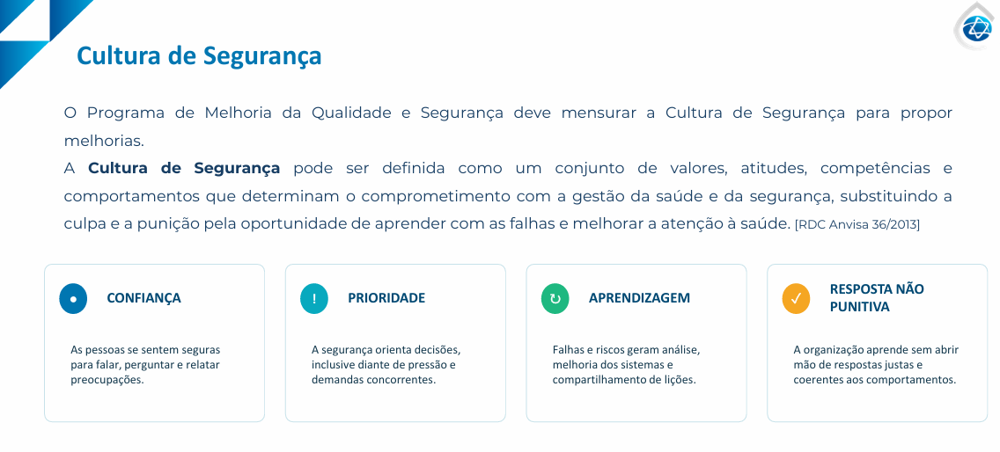 Cultura de Segurança
O Programa de Melhoria da Qualidade e Segurança deve mensurar a Cultura de Segurança para propor
melhorias.
A Cultura de Segurança pode ser definida como um conjunto de valores, atitudes, competências e
comportamentos que determinam o comprometimento com a gestão da saúde e da segurança, substituindo a
culpa e a punição pela oportunidade de aprender com as falhas e melhorar a atenção à saúde. [RDC Anvisa 36/2013]
CONFIANÇA
As pessoas se sentem seguras
para falar, perguntar e relatar
preocupações.
! PRIORIDADE
A segurança orienta decisões,
inclusive diante de pressão e
demandas concorrentes.
↻ APRENDIZAGEM
Falhas e riscos geram análise,
melhoria dos sistemas e
compartilhamento de lições.
✓ RESPOSTA NÃO
PUNITIVA
A organização aprende sem abrir
mão de respostas justas e
coerentes aos comportamentos.